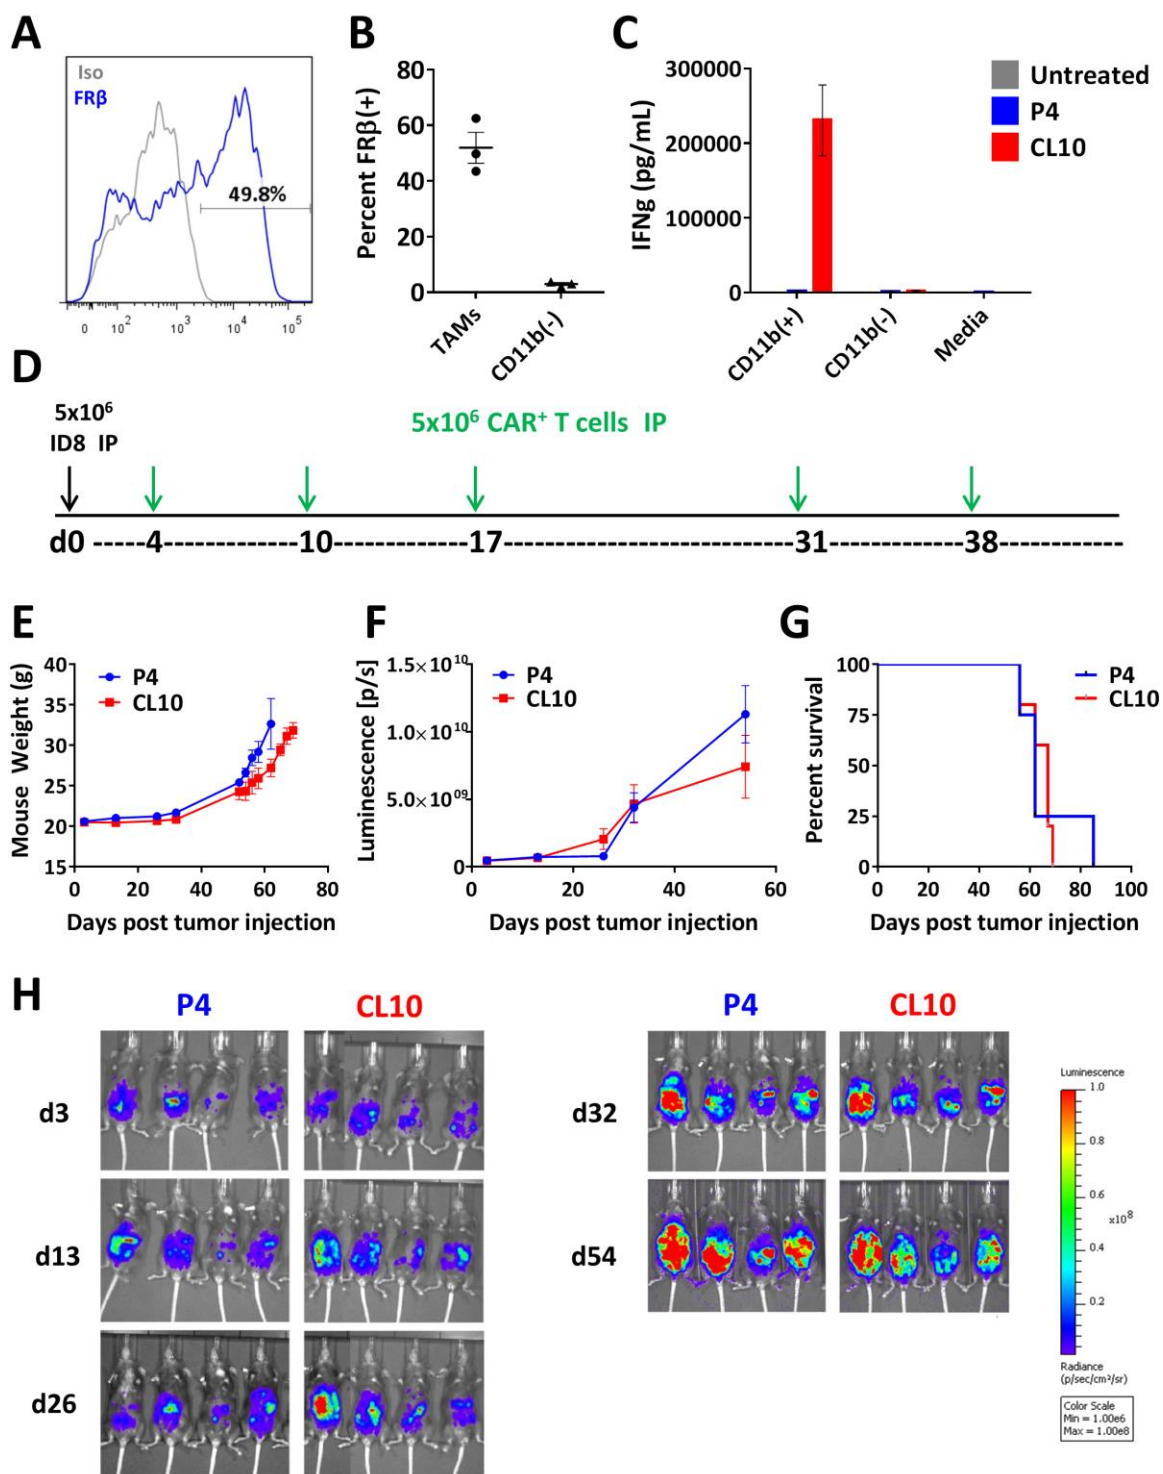 A
Iso
FRβ
49.8%
0 10² 10³ 10⁴ 10⁵
B
Percent FRβ(+)
80
60
40
20
0
TAMs
CD11b(-)
C
IFNg (pg/mL)
300000
200000
100000
0
CD11b(+)
CD11b(-)
Media
Untreated
P4
CL10
D
5x10⁶
ID8 IP
5x10⁶ CAR⁺ T cells IP
d0 -----4----------------10----------------17------------------------------31----------------38--------------
E
Mouse Weight (g)
40
35
30
25
20
15
P4
CL10
0 20 40 60 80
Days post tumor injection
F
Luminescence [p/s]
1.5×10¹⁰
1.0×10¹⁰
5.0×10⁰⁹
0
P4
CL10
0 20 40 60
Days post tumor injection
G
Percent survival
100
75
50
25
0
P4
CL10
0 20 40 60 80 100
Days post tumor injection
H
P4 CL10
d3
d13
d26
P4 CL10
d32
d54
Luminescence
1.0
0.8
0.6
x10⁸
0.4
0.2
Radiance
(p/sec/cm²/sr)
Color Scale
Min = 1.00e6
Max = 1.00e8